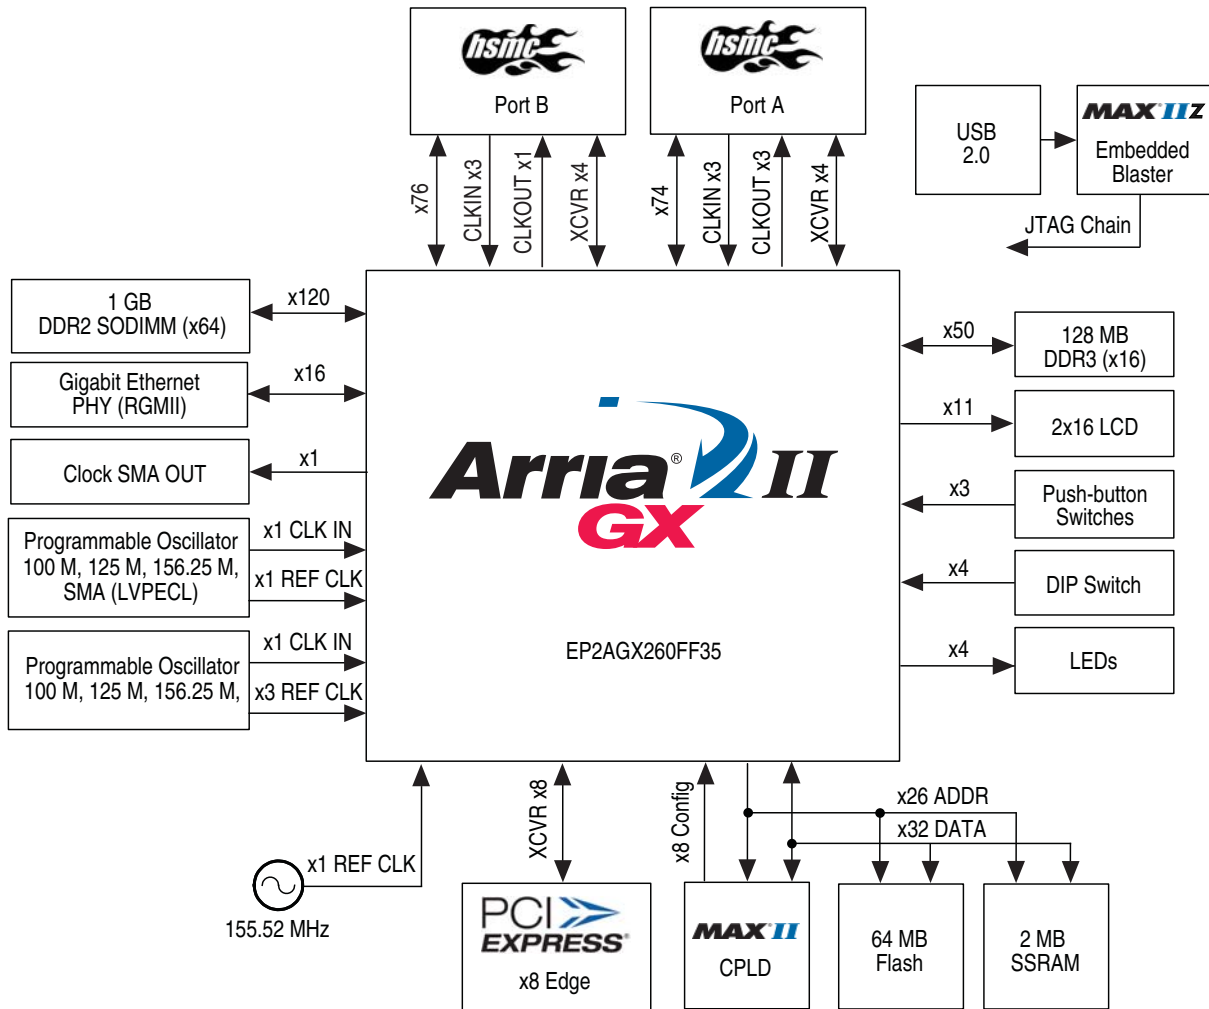 hsmc
Port B
hsmc
Port A
USB
2.0
MAX® II Z
Embedded
Blaster
JTAG Chain
x76
CLKIN x3
CLKOUT x1
XCVR x4
x74
CLKIN x3
CLKOUT x3
XCVR x4
1 GB
DDR2 SODIMM (x64)
x120
Gigabit Ethernet
PHY (RGMII)
x16
Clock SMA OUT
x1
Programmable Oscillator
100 M, 125 M, 156.25 M,
SMA (LVPECL)
x1 CLK IN
x1 REF CLK
Programmable Oscillator
100 M, 125 M, 156.25 M,
x1 CLK IN
x3 REF CLK
Arria® II
GX
EP2AGX260FF35
x50
128 MB
DDR3 (x16)
x11
2x16 LCD
x3
Push-button
Switches
x4
DIP Switch
x4
LEDs
x1 REF CLK
155.52 MHz
XCVR x8
x8 Config
x26 ADDR
x32 DATA
PCI
EXPRESS®
x8 Edge
MAX® II
CPLD
64 MB
Flash
2 MB
SSRAM